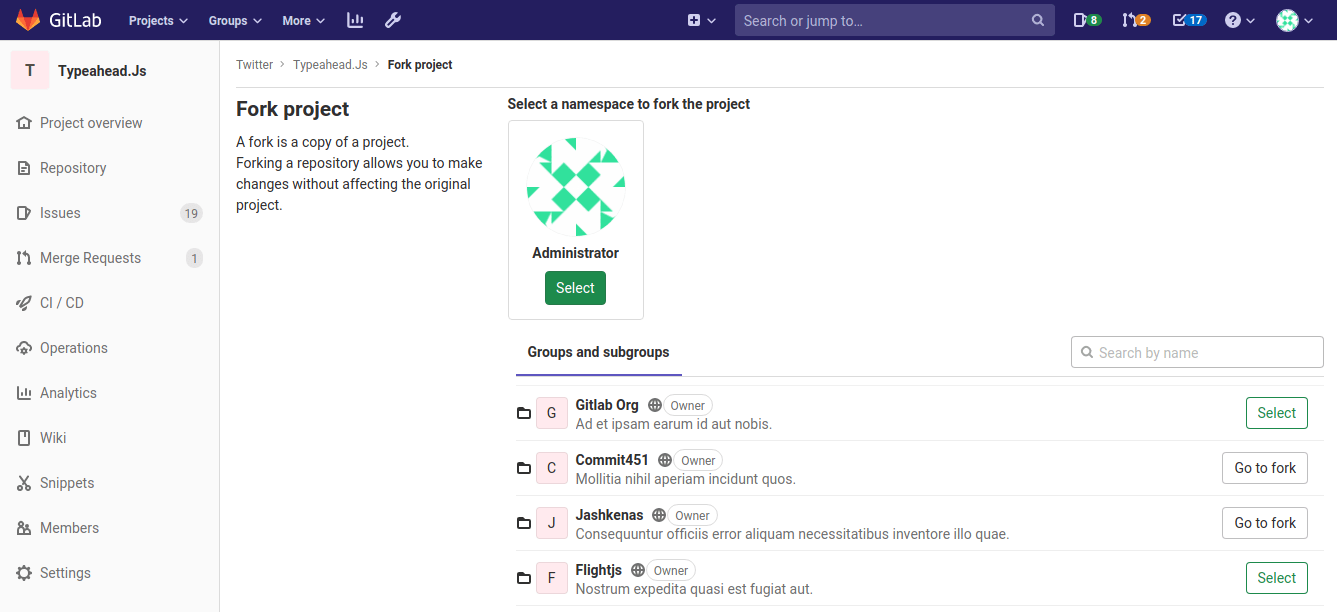 GitLab Projects Groups More Search or jump to... 8 2 17
T Typeahead.Js
Project overview
Repository
Issues 19
Merge Requests 1
CI / CD
Operations
Analytics
Wiki
Snippets
Members
Settings
Twitter > Typeahead.Js > Fork project
Fork project
A fork is a copy of a project.
Forking a repository allows you to make
changes without affecting the original
project.
Select a namespace to fork the project
Administrator
Select
Groups and subgroups Search by name
G Gitlab Org Owner
Ad et ipsam earum id aut nobis.
Select
C Commit451 Owner
Mollitia nihil aperiam incidunt quos.
Go to fork
J Jashkenas Owner
Consequuntur officiis error aliquam necessitatibus inventore illo quae.
Go to fork
F Flightjs Owner
Nostrum expedita quasi est fugiat aut.
Select